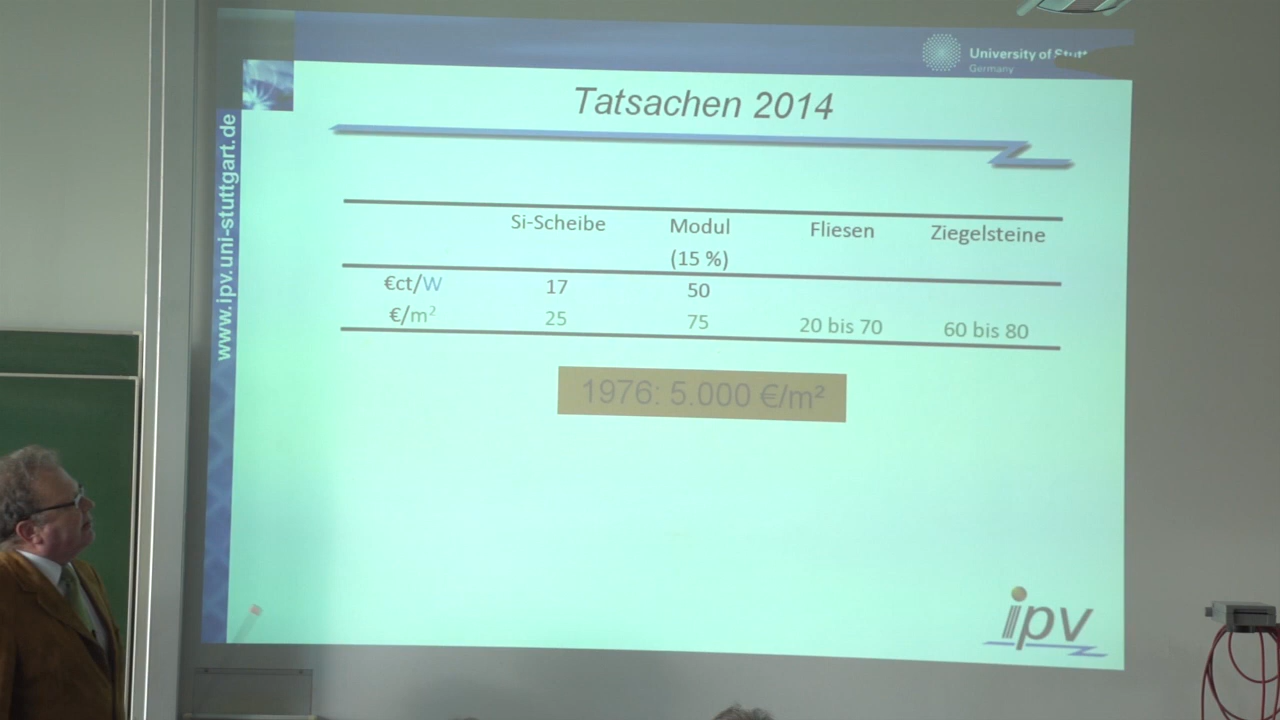 University of
Germany
www.ipv.uni-stuttgart.de
Tatsachen 2014
Si-Scheibe Modul Fliesen Ziegelsteine
(15 %)
€ct/W 17 50
€/m² 25 75 20 bis 70 60 bis 80
1976: 5.000 €/m²
ipv